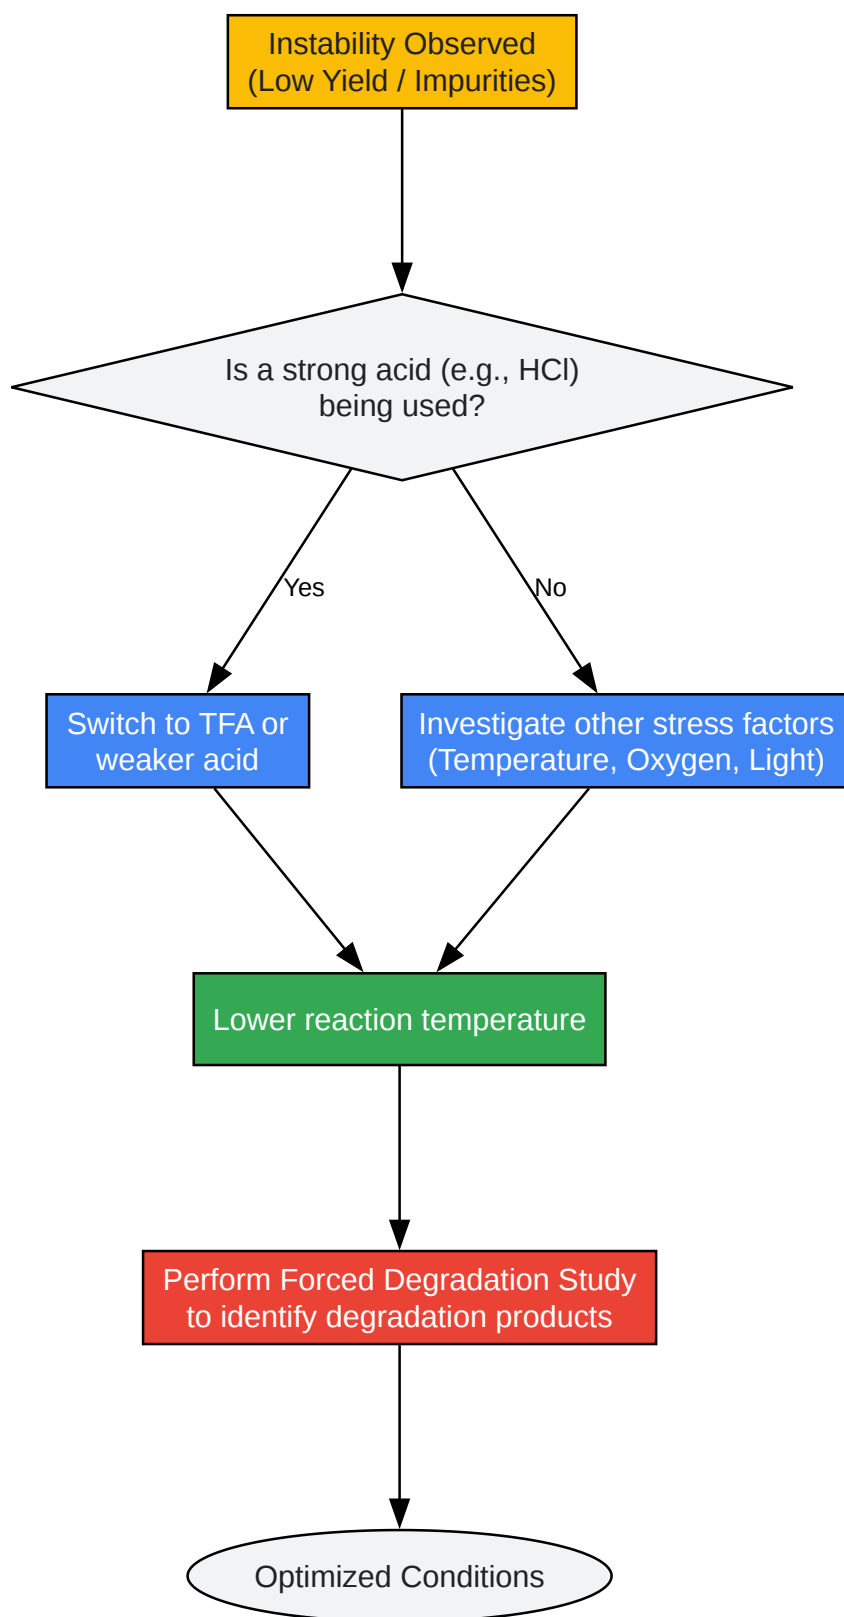 Instability Observed
(Low Yield / Impurities)
Is a strong acid (e.g., HCl)
being used?
Yes
No
Switch to TFA or
weaker acid
Investigate other stress factors
(Temperature, Oxygen, Light)
Lower reaction temperature
Perform Forced Degradation Study
to identify degradation products
Optimized Conditions